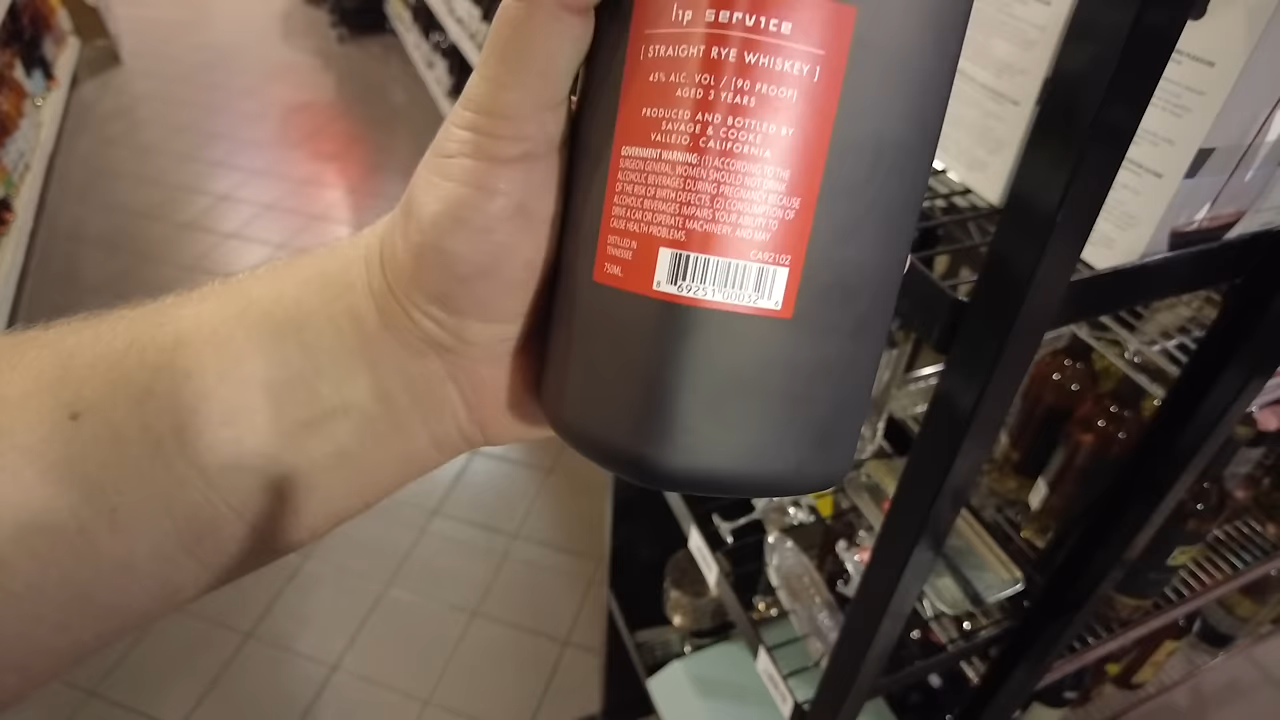 lip service
[ STRAIGHT RYE WHISKEY ]
45% ALC. VOL / [90 PROOF]
AGED 3 YEARS
PRODUCED AND BOTTLED BY
SAVAGE & COOKE
VALLEJO, CALIFORNIA
GOVERNMENT WARNING: (1) ACCORDING TO THE
SURGEON GENERAL, WOMEN SHOULD NOT DRINK
ALCOHOLIC BEVERAGES DURING PREGNANCY BECAUSE
OF THE RISK OF BIRTH DEFECTS. (2) CONSUMPTION OF
ALCOHOLIC BEVERAGES IMPAIRS YOUR ABILITY TO
DRIVE A CAR OR OPERATE MACHINERY, AND MAY
CAUSE HEALTH PROBLEMS.
DISTILLED IN
TENNESSEE
750ML.
CA92102
8 69251 00032 6